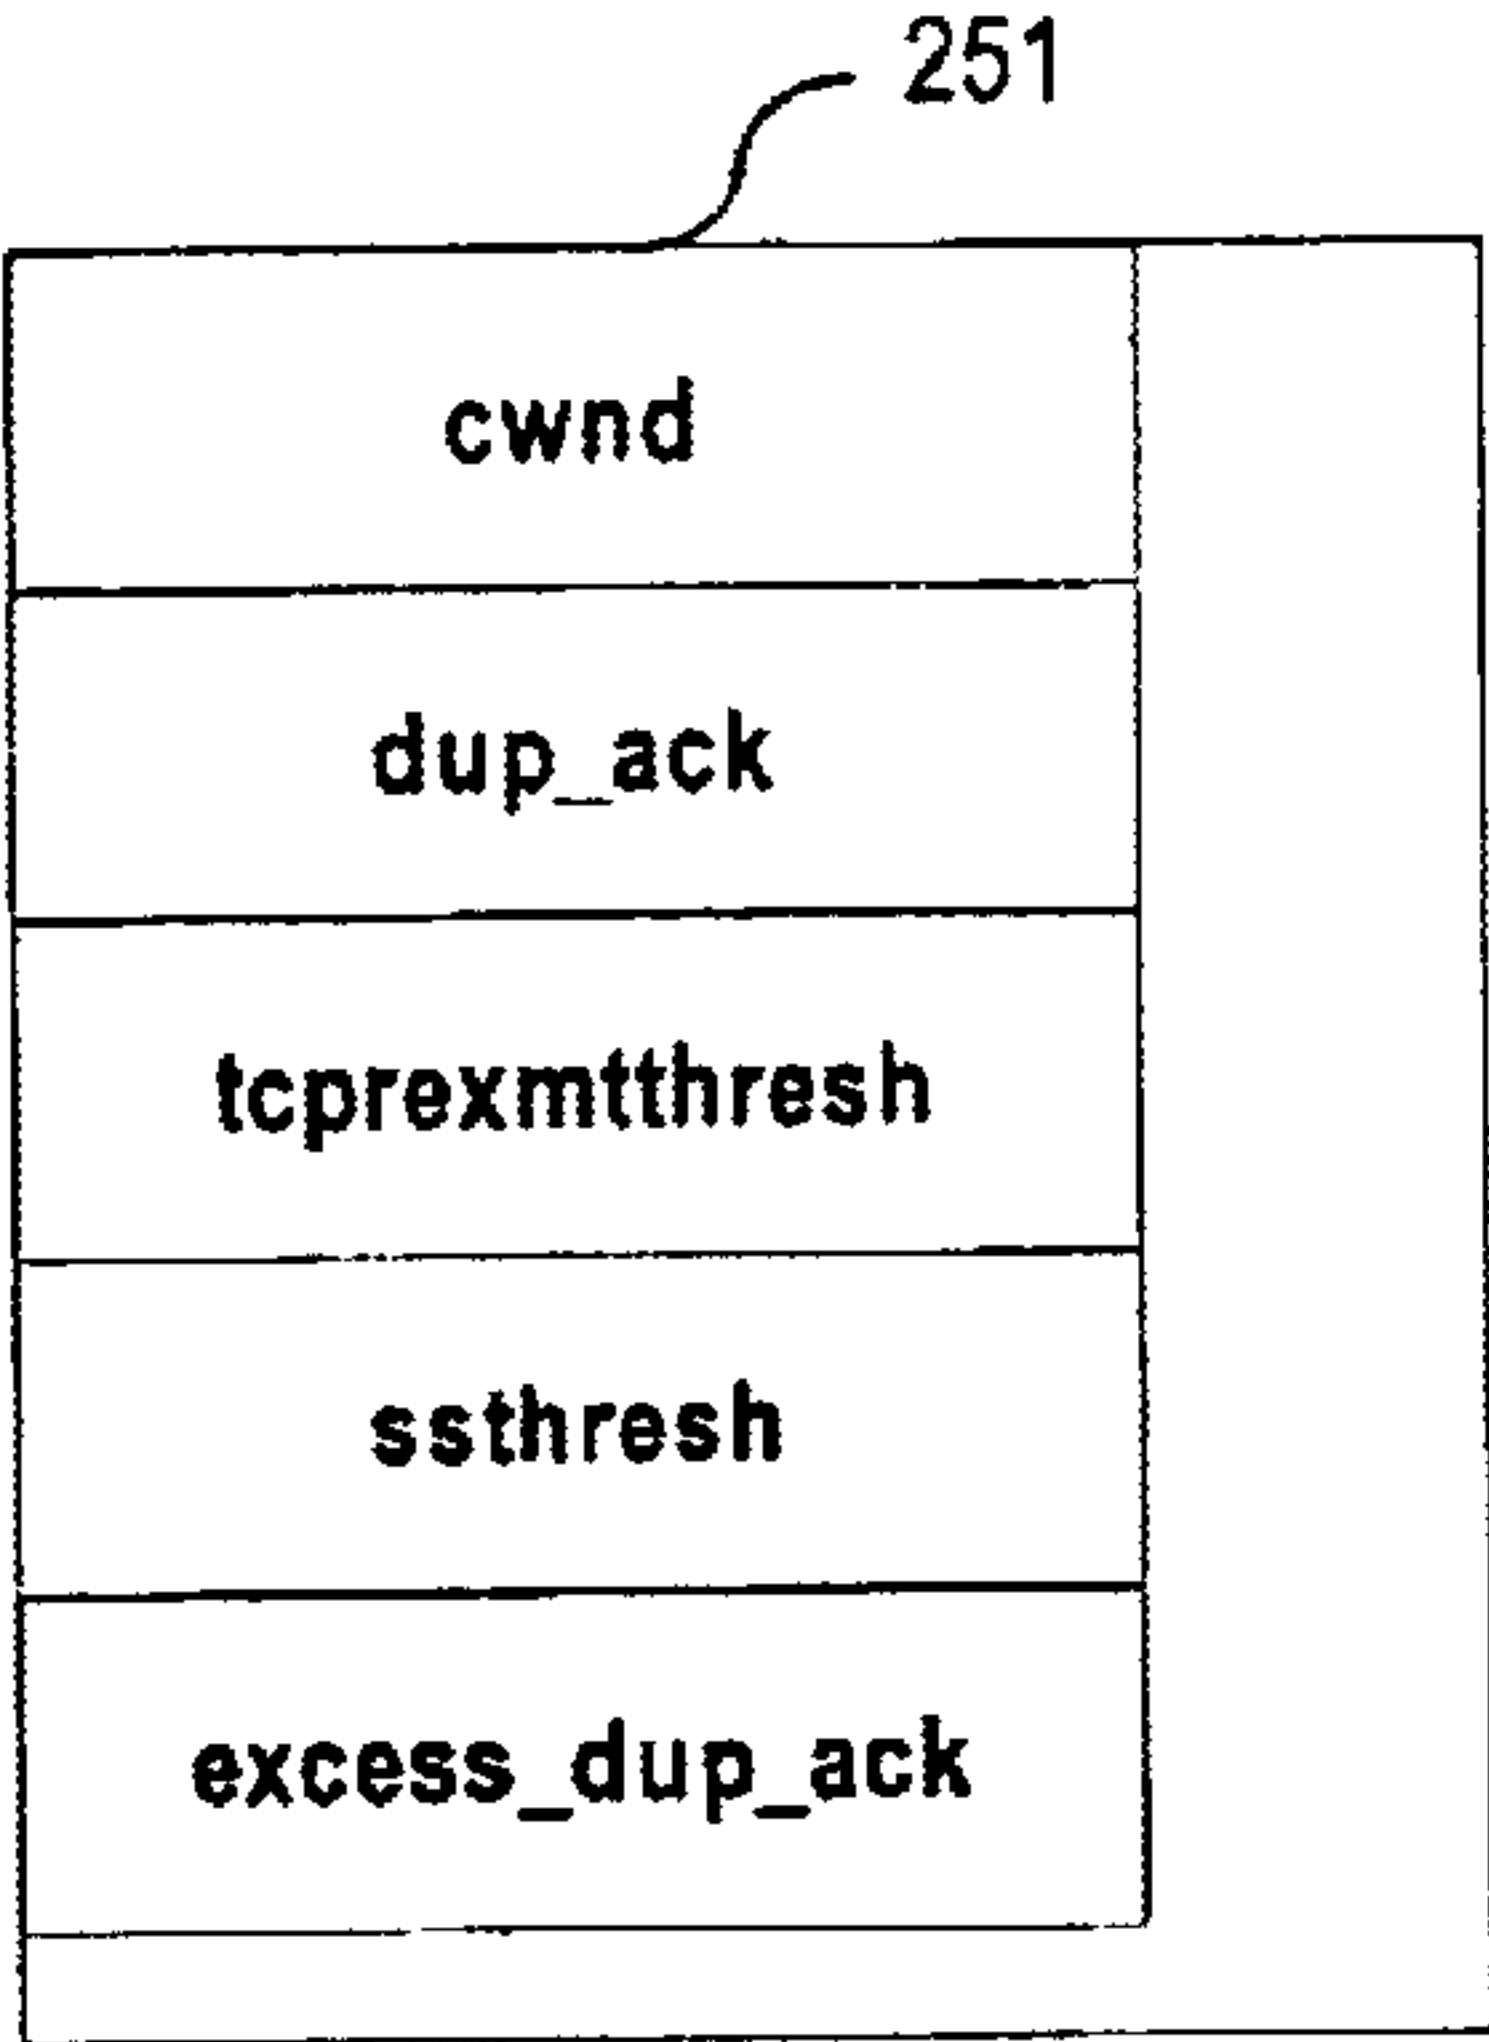 251
cwnd
dup_ack
tcprexmtthresh
ssthresh
excess_dup_ack